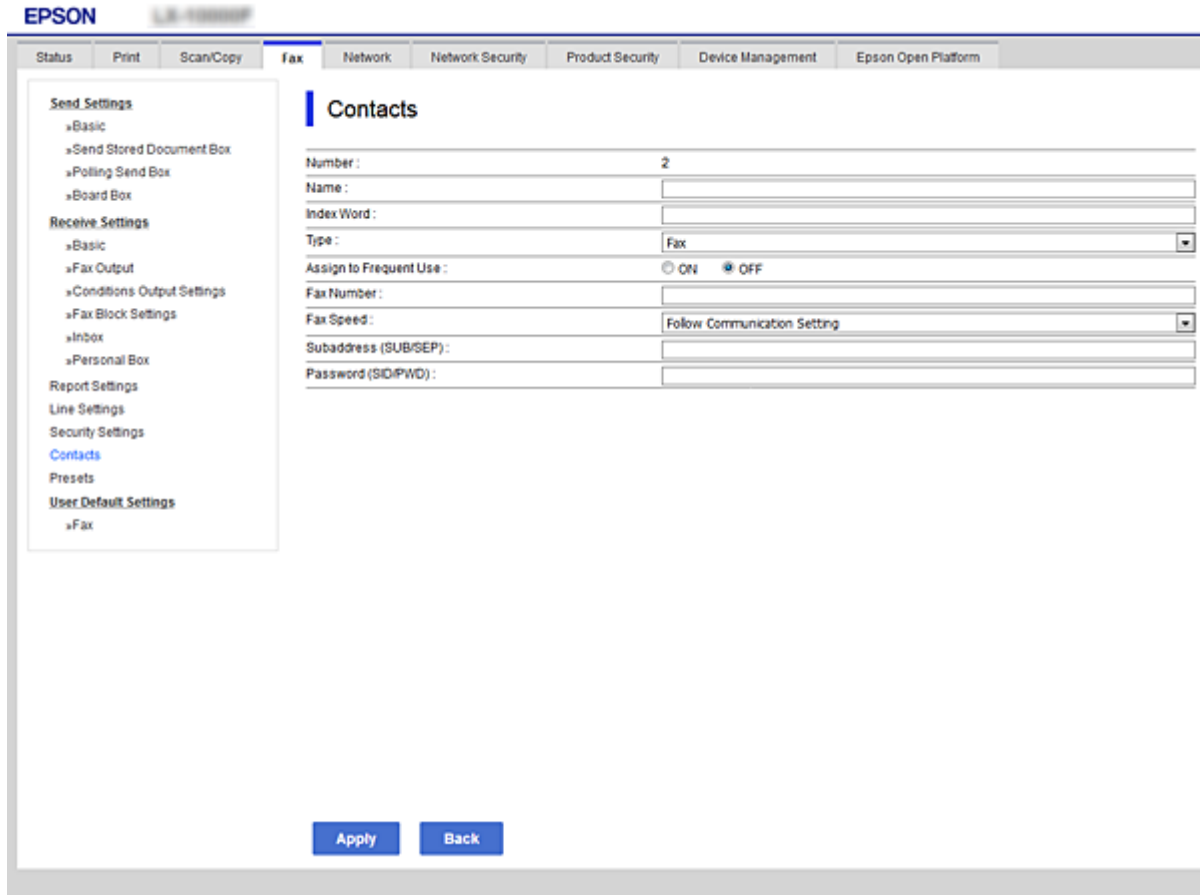 EPSON
Status Print Scan/Copy Fax Network Network Security Product Security Device Management Epson Open Platform
Send Settings
»Basic
»Send Stored Document Box
»Polling Send Box
»Board Box
Receive Settings
»Basic
»Fax Output
»Conditions Output Settings
»Fax Block Settings
»Inbox
»Personal Box
Report Settings
Line Settings
Security Settings
Contacts
Presets
User Default Settings
»Fax
Contacts
Number : 2
Name :
Index Word :
Type : Fax
Assign to Frequent Use : ON OFF
Fax Number :
Fax Speed : Follow Communication Setting
Subaddress (SUB/SEP) :
Password (SID/PWD) :
Apply Back